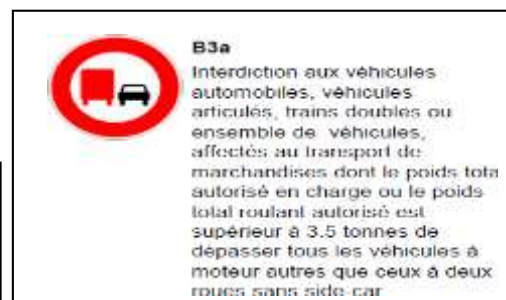 B3a
Interdiction aux véhicules
automobiles, véhicules
articulés, trains doubles ou
ensemble de véhicules,
affectés au transport de
marchandises dont le poids tota
autorisé en charge ou le poids
total roulant autorisé est
supérieur à 3.5 tonnes de
dépasser tous les véhicules à
moteur autres que ceux à deux
roues sans side-car